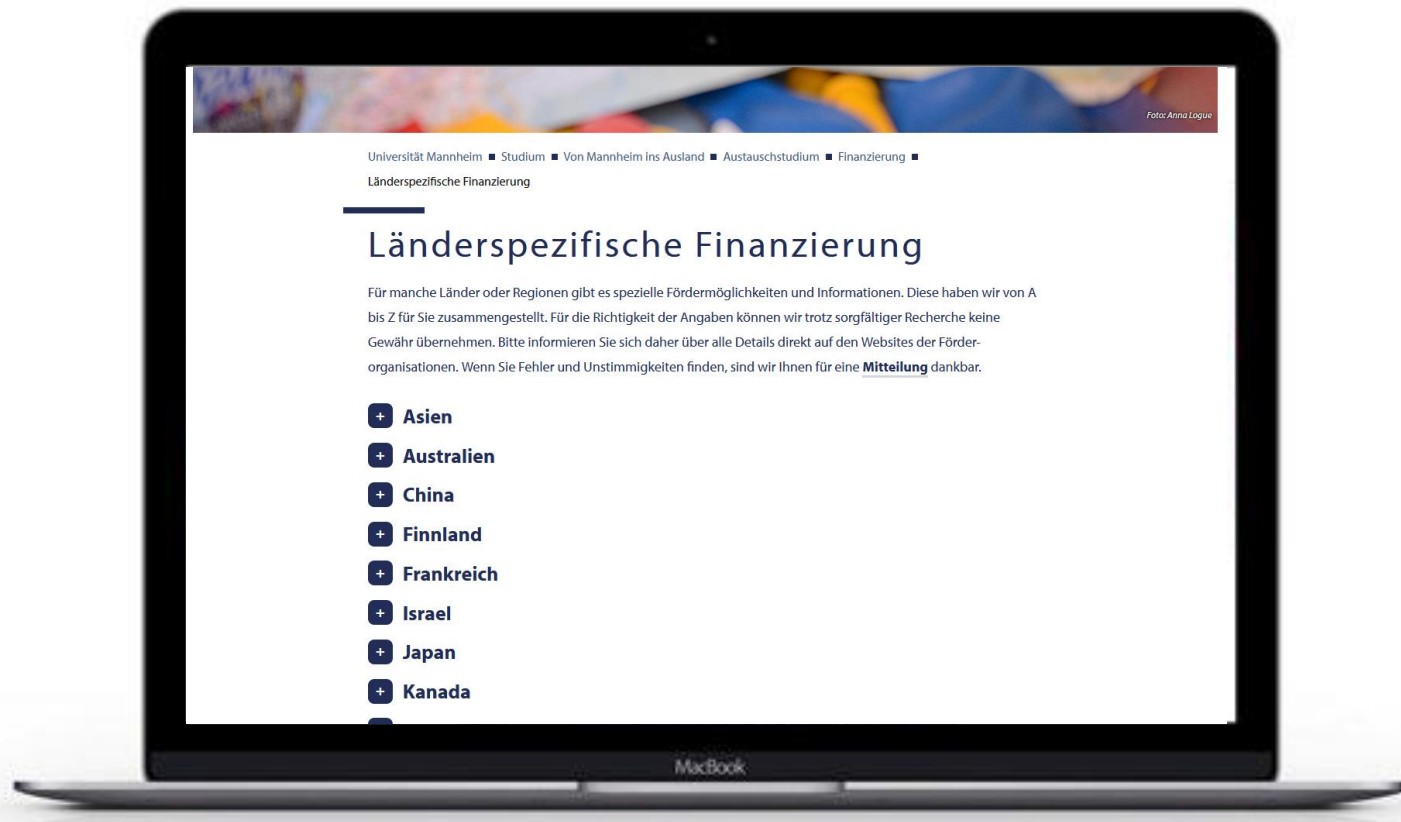 Foto: Anna Logue
Universität Mannheim ■ Studium ■ Von Mannheim ins Ausland ■ Austauschstudium ■ Finanzierung ■
Länderspezifische Finanzierung
Länderspezifische Finanzierung
Für manche Länder oder Regionen gibt es spezielle Fördermöglichkeiten und Informationen. Diese haben wir von A
bis Z für Sie zusammengestellt. Für die Richtigkeit der Angaben können wir trotz sorgfältiger Recherche keine
Gewähr übernehmen. Bitte informieren Sie sich daher über alle Details direkt auf den Websites der Förder-
organisationen. Wenn Sie Fehler und Unstimmigkeiten finden, sind wir Ihnen für eine Mitteilung dankbar.
+ Asien
+ Australien
+ China
+ Finnland
+ Frankreich
+ Israel
+ Japan
+ Kanada
MacBook